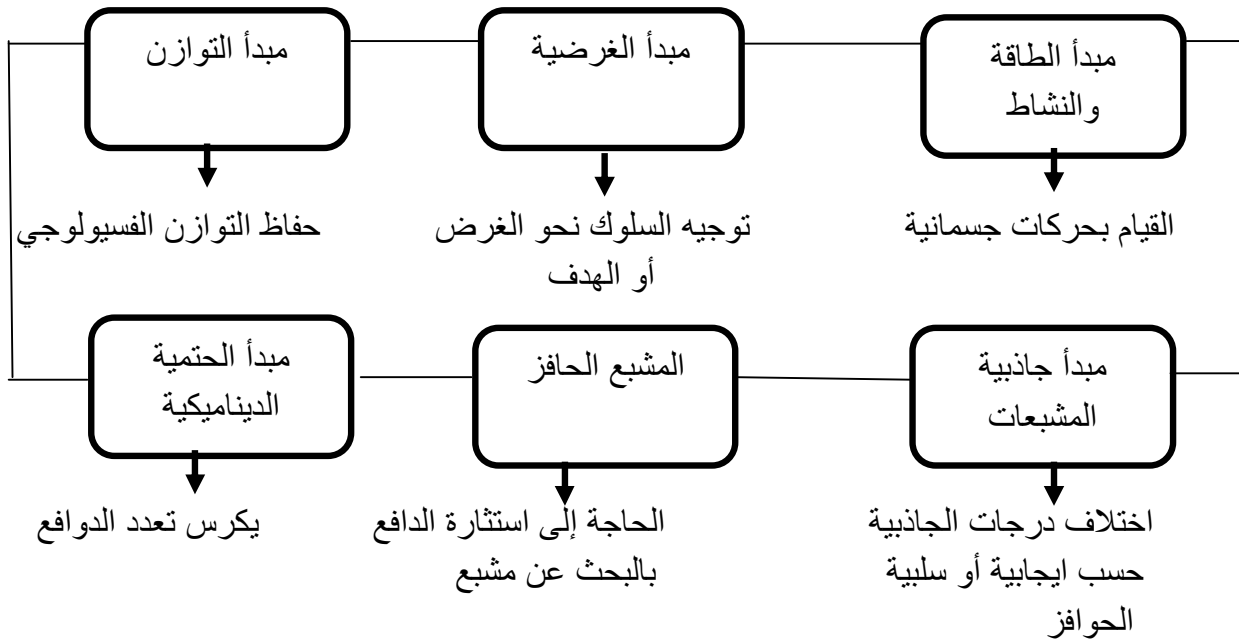 مبدأ الطاقة
والنشاط
مبدأ الغرضية
مبدأ التوازن
القيام بحركات جسمانية
توجيه السلوك نحو الغرض
أو الهدف
حفاظ التوازن الفسيولوجي
مبدأ جاذبية
المشبعات
المشبع الحافز
مبدأ الحتمية
الديناميكية
اختلاف درجات الجاذبية
حسب ايجابية أو سلبية
الحوافز
الحاجة إلى استثارة الدافع
بالبحث عن مشبع
يكرس تعدد الدوافع